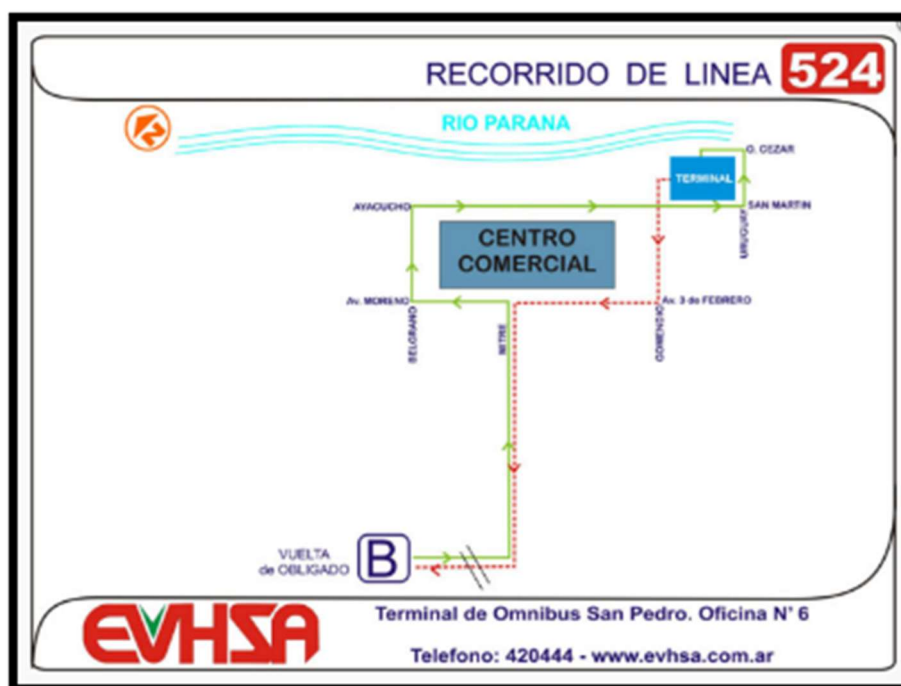 RECORRIDO DE LINEA 524
RIO PARANA
O. CEZAR
TERMINAL
AYACUCHO
SAN MARTIN
URUGUAY
CENTRO
COMERCIAL
Av. MORENO
Av. 3 de FEBRERO
BELGRANO
MITRE
GOMENDIO
VUELTA
de OBLIGADO
B
EVHSA
Terminal de Omnibus San Pedro. Oficina N° 6
Telefono: 420444 - www.evhsa.com.ar